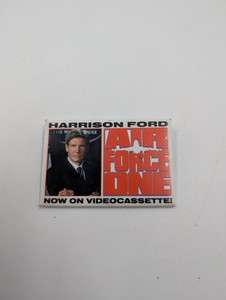 HARRISON FORD
AIR
FORCE
ONE
NOW ON VIDEOCASSETTE!